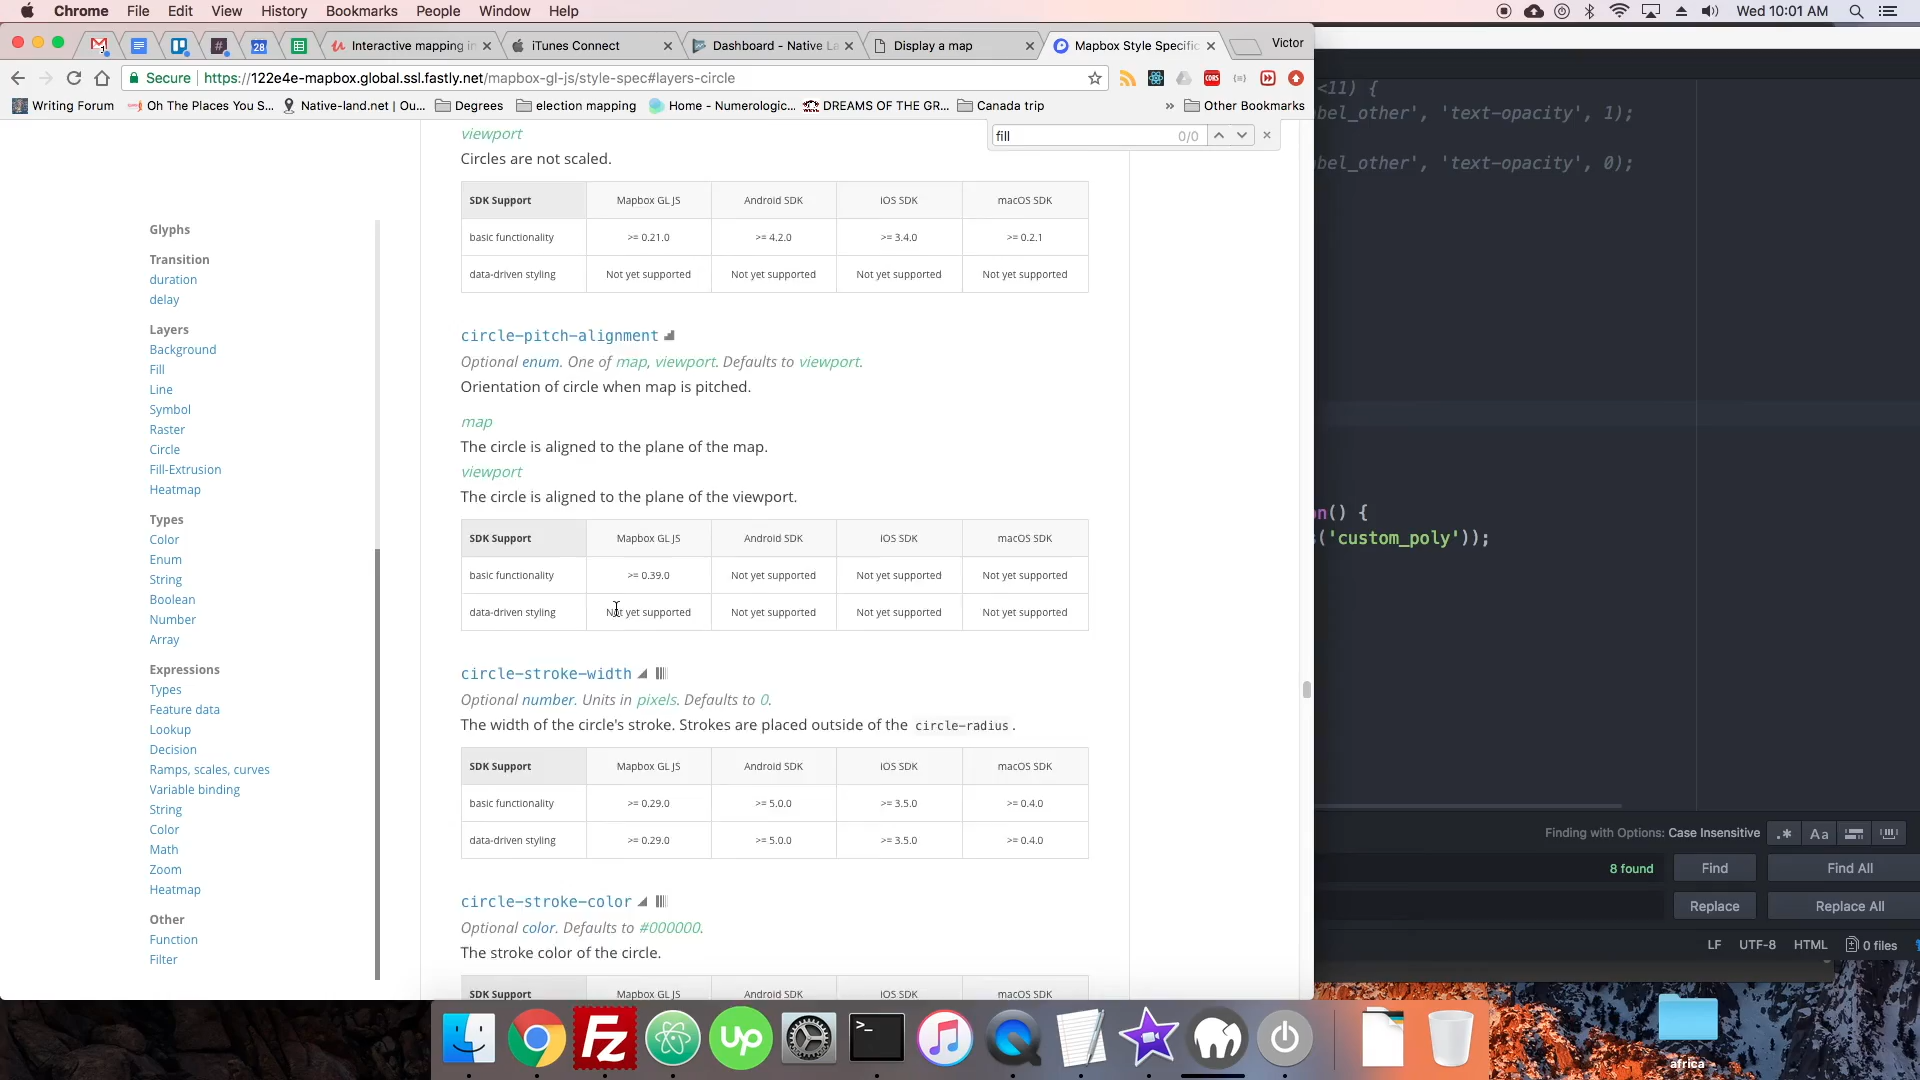 Chrome File Edit View History Bookmarks People Window Help Wed 10:01 AM
28 Interactive mapping in iTunes Connect Dashboard - Native La Display a map Mapbox Style Specific Victor
Secure https://122e4e-mapbox.global.ssl.fastly.net/mapbox-gl-js/style-spec#layers-circle CORS
Writing Forum Oh The Places You S... Native-land.net | Ou... Degrees election mapping Home - Numerologic... DREAMS OF THE GR... Canada trip » Other Bookmarks
fill 0/0
viewport
Circles are not scaled.
SDK Support Mapbox GL JS Android SDK iOS SDK macOS SDK
basic functionality >= 0.21.0 >= 4.2.0 >= 3.4.0 >= 0.2.1
data-driven styling Not yet supported Not yet supported Not yet supported Not yet supported
circle-pitch-alignment
Optional enum. One of map, viewport. Defaults to viewport.
Orientation of circle when map is pitched.
map
The circle is aligned to the plane of the map.
viewport
The circle is aligned to the plane of the viewport.
SDK Support Mapbox GL JS Android SDK iOS SDK macOS SDK
basic functionality >= 0.39.0 Not yet supported Not yet supported Not yet supported
data-driven styling Not yet supported Not yet supported Not yet supported Not yet supported
circle-stroke-width
Optional number. Units in pixels. Defaults to 0.
The width of the circle's stroke. Strokes are placed outside of the circle-radius.
SDK Support Mapbox GL JS Android SDK iOS SDK macOS SDK
basic functionality >= 0.29.0 >= 5.0.0 >= 3.5.0 >= 0.4.0
data-driven styling >= 0.29.0 >= 5.0.0 >= 3.5.0 >= 0.4.0
circle-stroke-color
Optional color. Defaults to #000000.
The stroke color of the circle.
SDK Support Mapbox GL JS Android SDK iOS SDK macOS SDK
Glyphs
Transition
duration
delay
Layers
Background
Fill
Line
Symbol
Raster
Circle
Fill-Extrusion
Heatmap
Types
Color
Enum
String
Boolean
Number
Array
Expressions
Types
Feature data
Lookup
Decision
Ramps, scales, curves
Variable binding
String
Color
Math
Zoom
Heatmap
Other
Function
Filter
<11) {
bel_other', 'text-opacity', 1);
bel_other', 'text-opacity', 0);
n() {
('custom_poly'));
Finding with Options: Case Insensitive .* Aa
8 found Find Find All
Replace Replace All
LF UTF-8 HTML 0 files
Fz up >_
africa